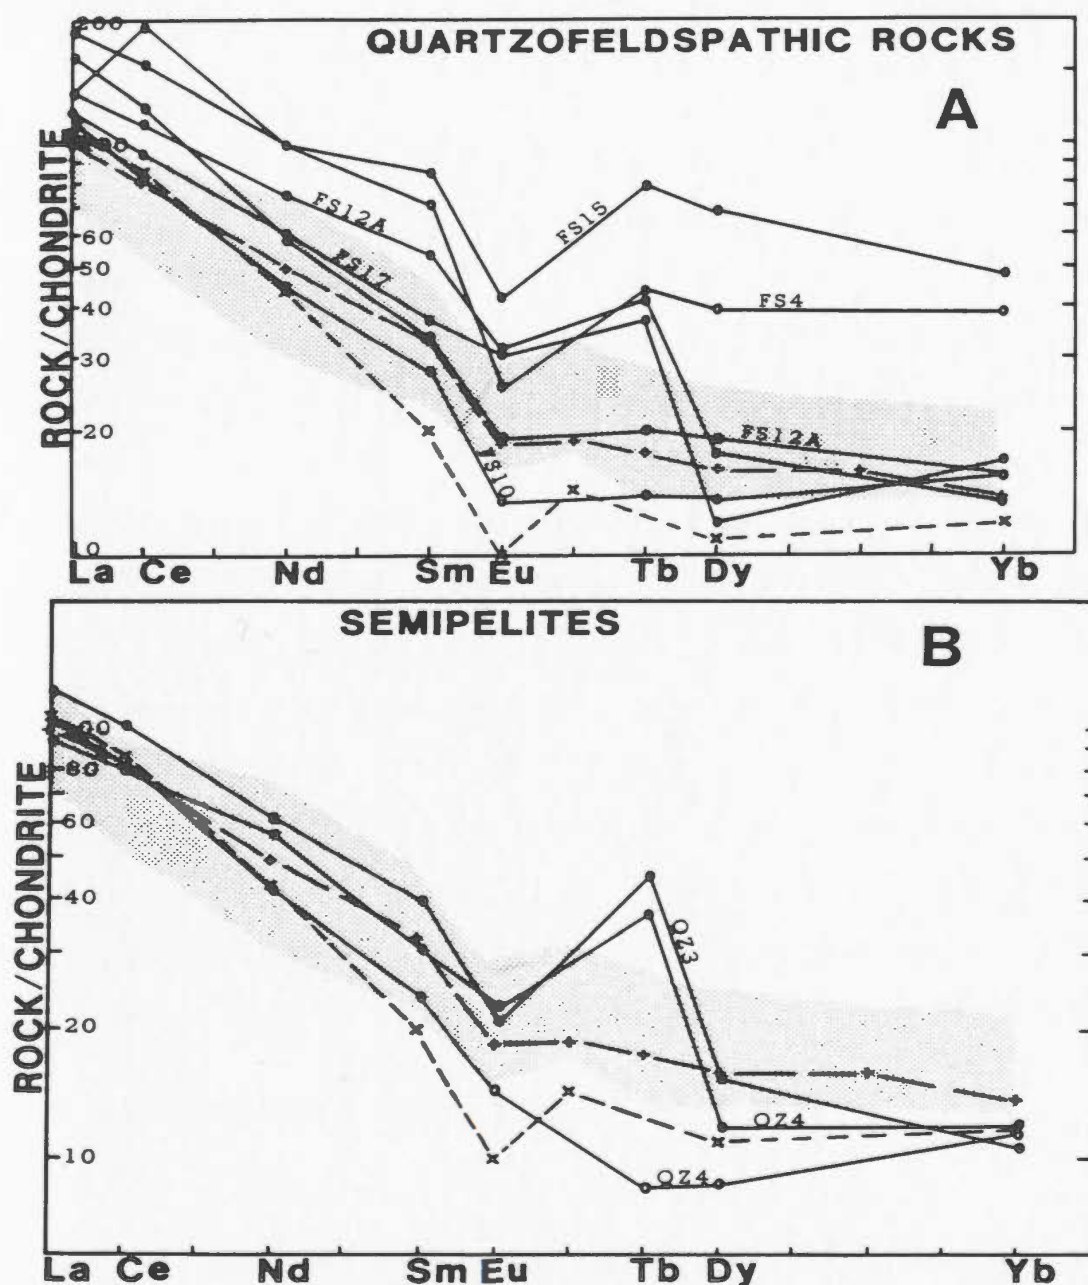 QUARTZOFELDSPATHIC ROCKS
A
ROCK/CHONDRITE
200
60
50
40
30
20
FS12A
FS17
FS1S
FS4
FS12A
FS10
La Ce Nd Sm Eu Tb Dy Yb
SEMIPELITES
B
ROCK/CHONDRITE
80
60
40
20
10
QZ3
QZ4
QZ4
La Ce Nd Sm Eu Tb Dy Yb